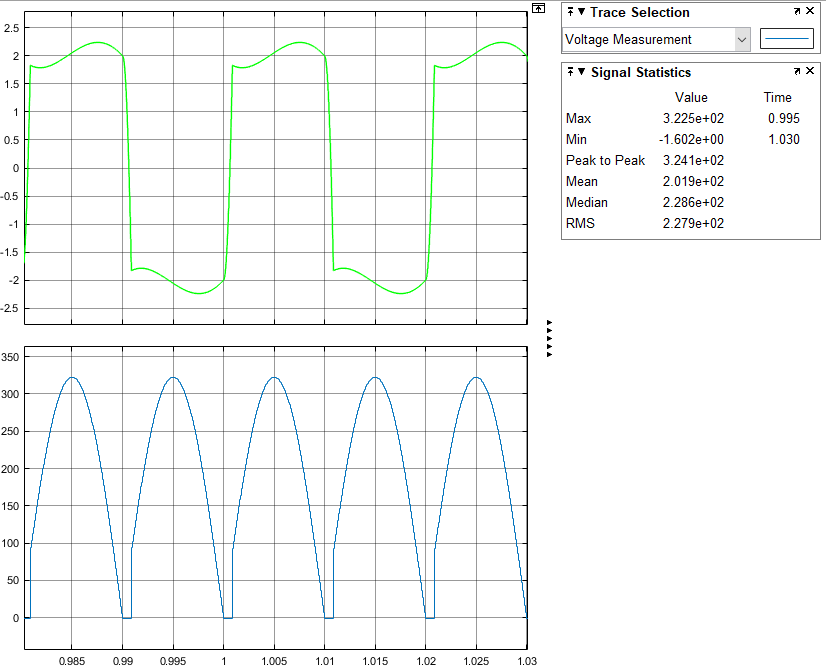 2.5
2
1.5
1
0.5
0
-0.5
-1
-1.5
-2
-2.5
350
300
250
200
150
100
50
0
0.985 0.99 0.995 1 1.005 1.01 1.015 1.02 1.025 1.03
Trace Selection
Voltage Measurement
Signal Statistics
Value Time
Max 3.225e+02 0.995
Min -1.602e+00 1.030
Peak to Peak 3.241e+02
Mean 2.019e+02
Median 2.286e+02
RMS 2.279e+02